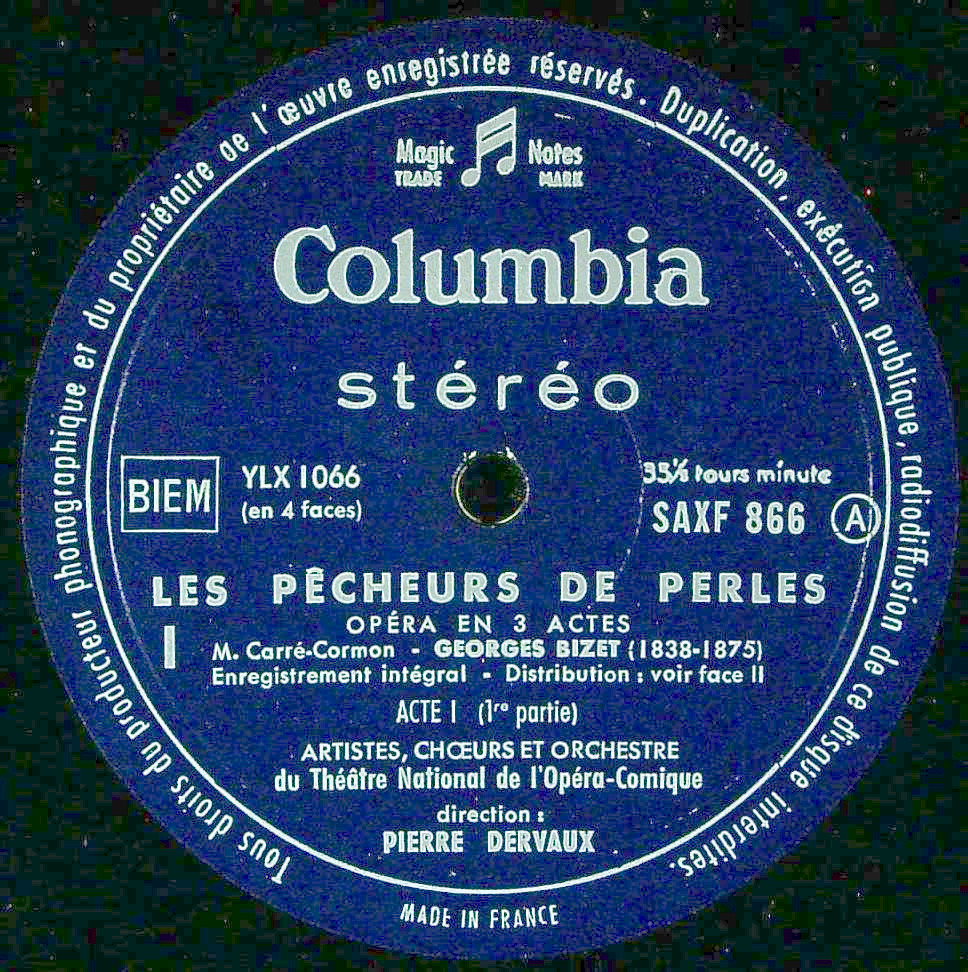 Tous droits du producteur phonographique et du propriétaire de l'œuvre enregistrée réservés. Duplication, exécution publique, radiodiffusion de ce disque interdites.
Magic Notes
TRADE MARK
Columbia
stéréo
BIEM
YLX 1066
(en 4 faces)
33⅓ tours minute
SAXF 866 A
LES PÊCHEURS DE PERLES
I
OPÉRA EN 3 ACTES
M. Carré-Cormon - GEORGES BIZET (1838-1875)
Enregistrement intégral - Distribution : voir face II
ACTE I (1re partie)
ARTISTES, CHŒURS ET ORCHESTRE
du Théâtre National de l'Opéra-Comique
direction :
PIERRE DERVAUX
MADE IN FRANCE